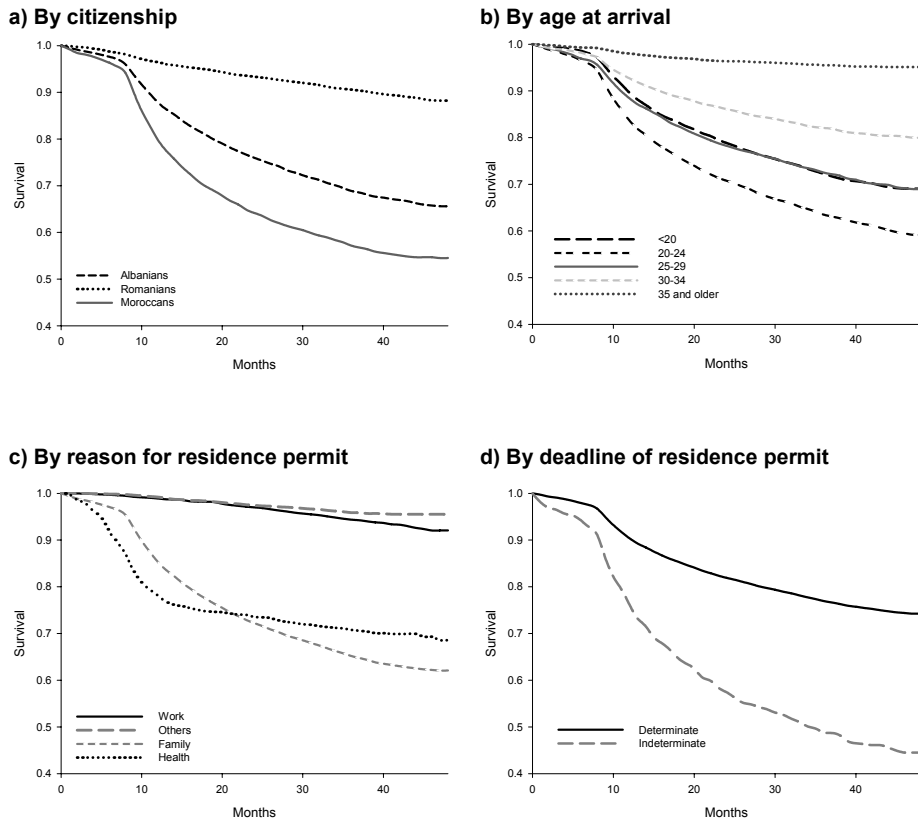 a) By citizenship
1.0
0.9
0.8
0.7
0.6
0.5
0.4
Survival
Albanians
Romanians
Moroccans
0
10
20
30
40
Months
b) By age at arrival
1.0
0.9
0.8
0.7
0.6
0.5
0.4
Survival
<20
20-24
25-29
30-34
35 and older
0
10
20
30
40
Months
c) By reason for residence permit
1.0
0.9
0.8
0.7
0.6
0.5
0.4
Survival
Work
Others
Family
Health
0
10
20
30
40
Months
d) By deadline of residence permit
1.0
0.9
0.8
0.7
0.6
0.5
0.4
Survival
Determinate
Indeterminate
0
10
20
30
40
Months